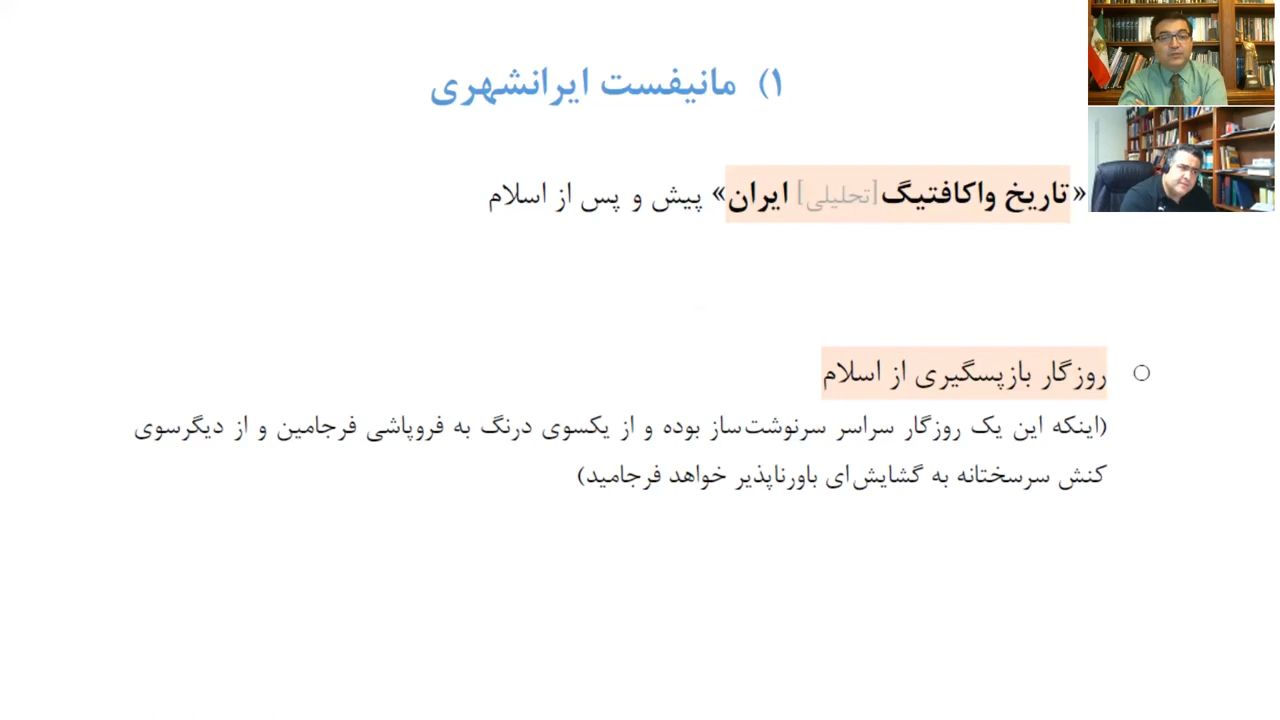 ۱) مانیفست ایرانشهری
«تاریخ واکافتیگ[تحلیلی] ایران» پیش و پس از اسلام
روزگار بازپسگیری از اسلام
(اینکه این یک روزگار سراسر سرنوشت‌ساز بوده و از یکسوی درنگ به فروپاشی فرجامین و از دیگرسوی
کنش سرسختانه به گشایش‌ای باورناپذیر خواهد فرجامید)